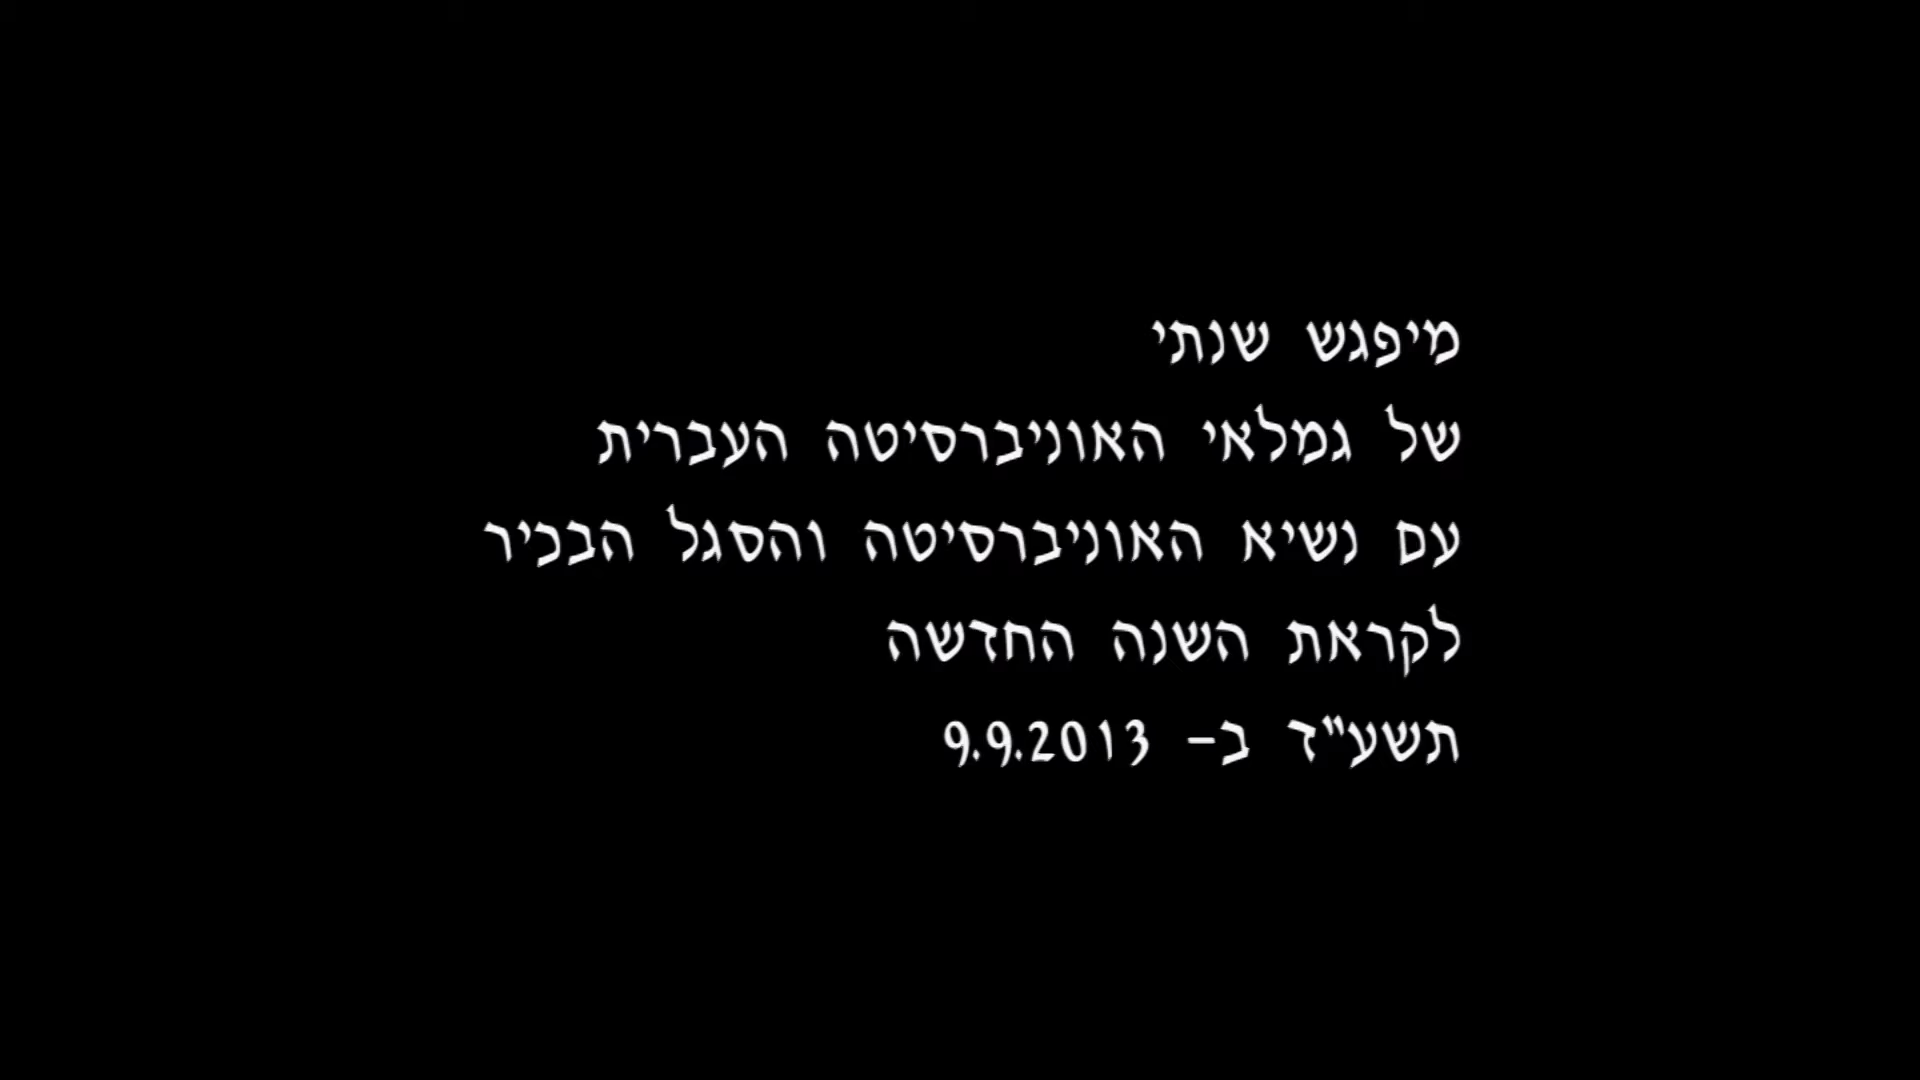 מיפגש שנתי
של גמלאי האוניברסיטה העברית
עם נשיא האוניברסיטה והסגל הבכיר
לקראת השנה החדשה
תשע"ד ב- 9.9.2013